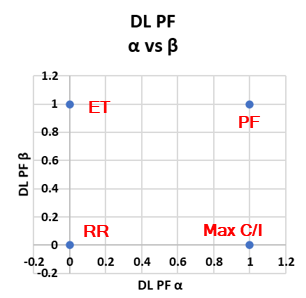 DL PF
α vs β
1.2
1
ET
PF
0.8
0.6
0.4
0.2
RR
Max C/I
0
-0.2
-0.2
0
0.2
0.4
0.6
0.8
1
1.2
DL PF β
DL PF α